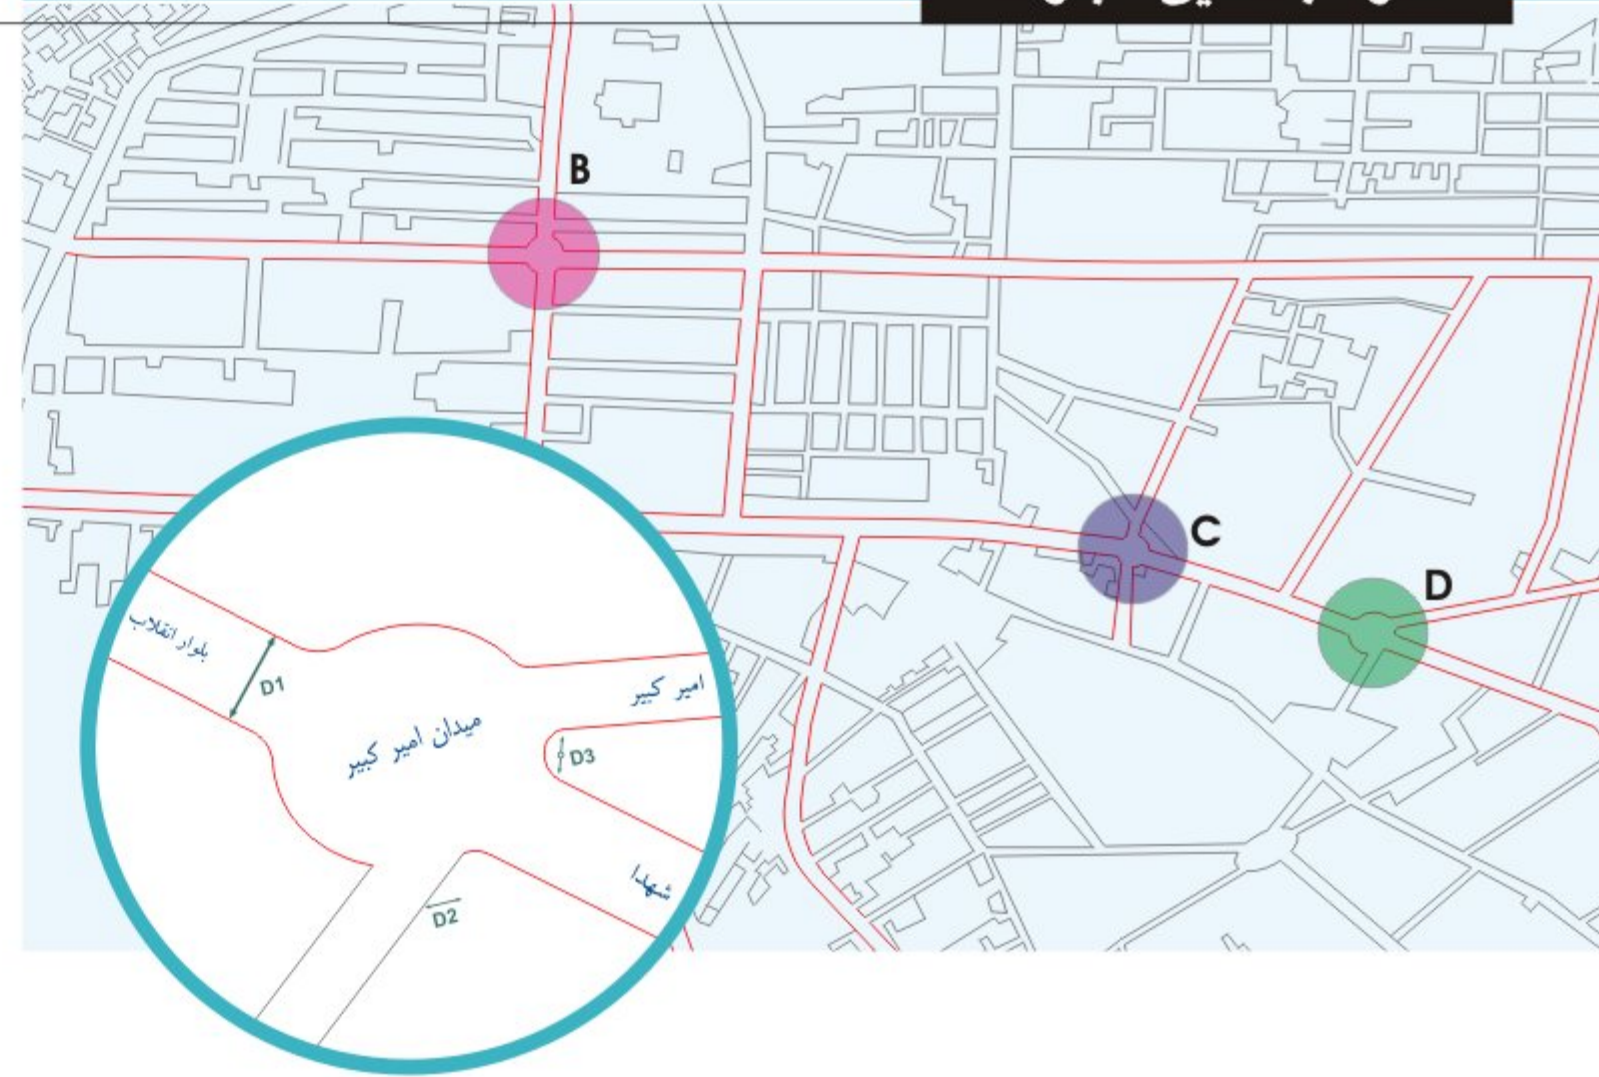 B
C
D
بلوار انقلاب
D1
امیر کبیر
میدان امیر کبیر
D3
شهدا
D2